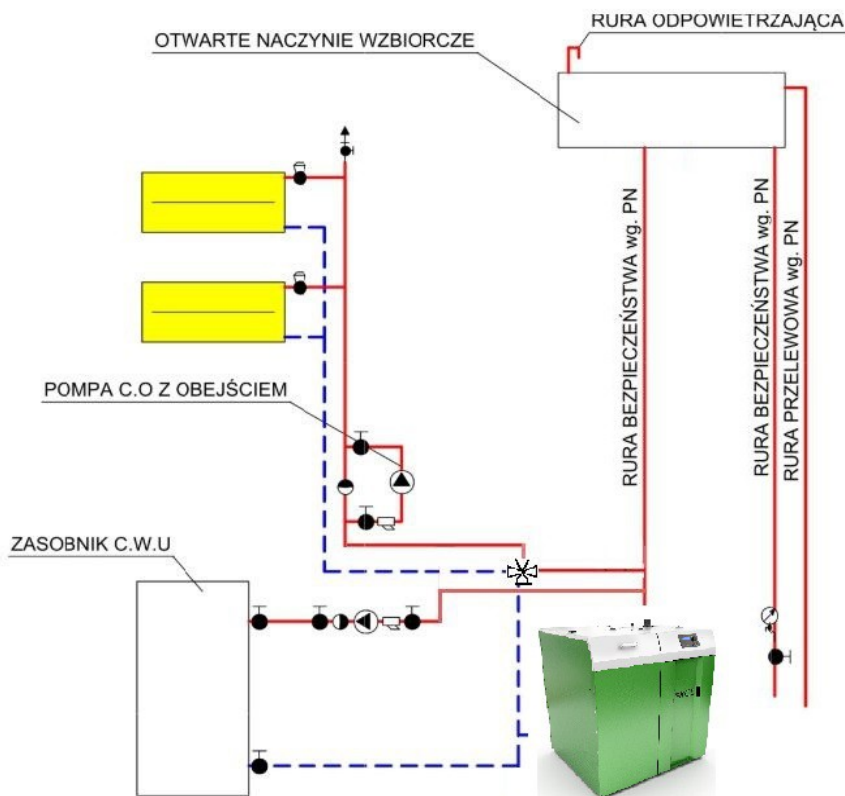 RURA ODPOWIETRZAJĄCA
OTWARTE NACZYNIE WZBIORCZE
RURA BEZPIECZEŃSTWA wg. PN
RURA BEZPIECZEŃSTWA wg. PN
RURA PRZELEWOWA wg. PN
POMPA C.O Z OBEJŚCIEM
ZASOBNIK C.W.U